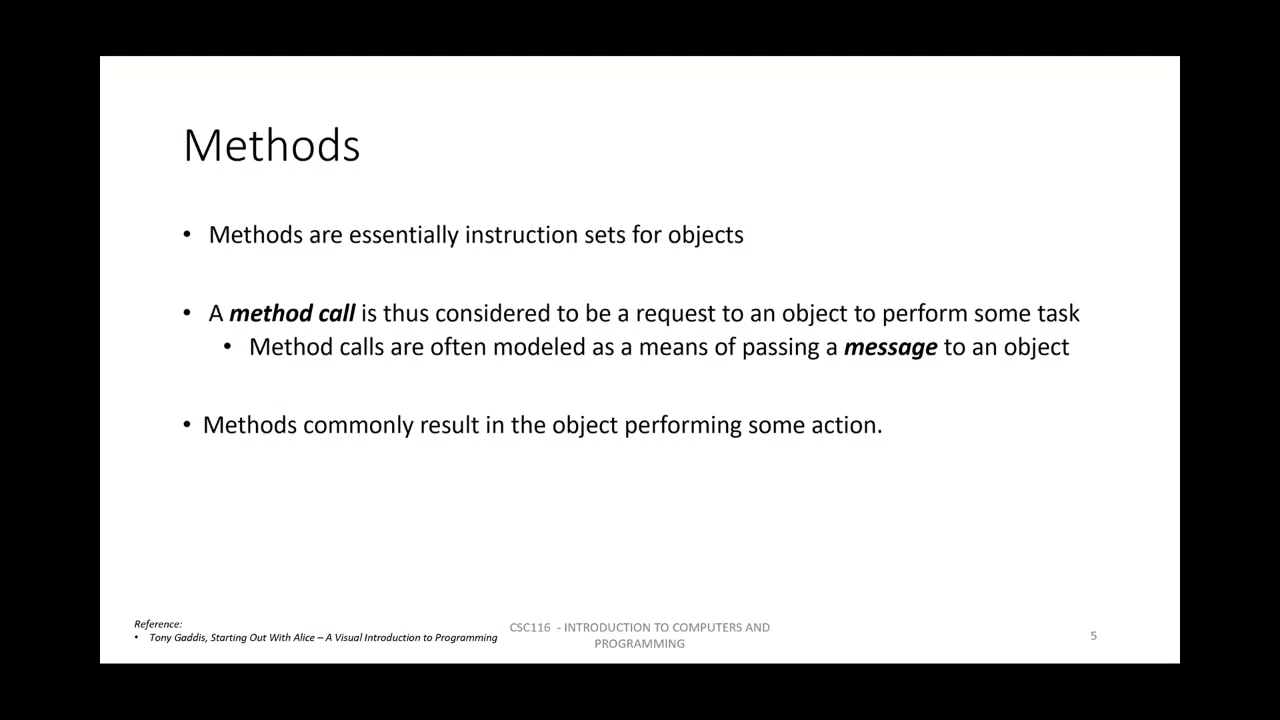 Methods
• Methods are essentially instruction sets for objects
• A method call is thus considered to be a request to an object to perform some task
• Method calls are often modeled as a means of passing a message to an object
• Methods commonly result in the object performing some action.
Reference:
• Tony Gaddis, Starting Out With Alice – A Visual Introduction to Programming
CSC116 - INTRODUCTION TO COMPUTERS AND
PROGRAMMING
5